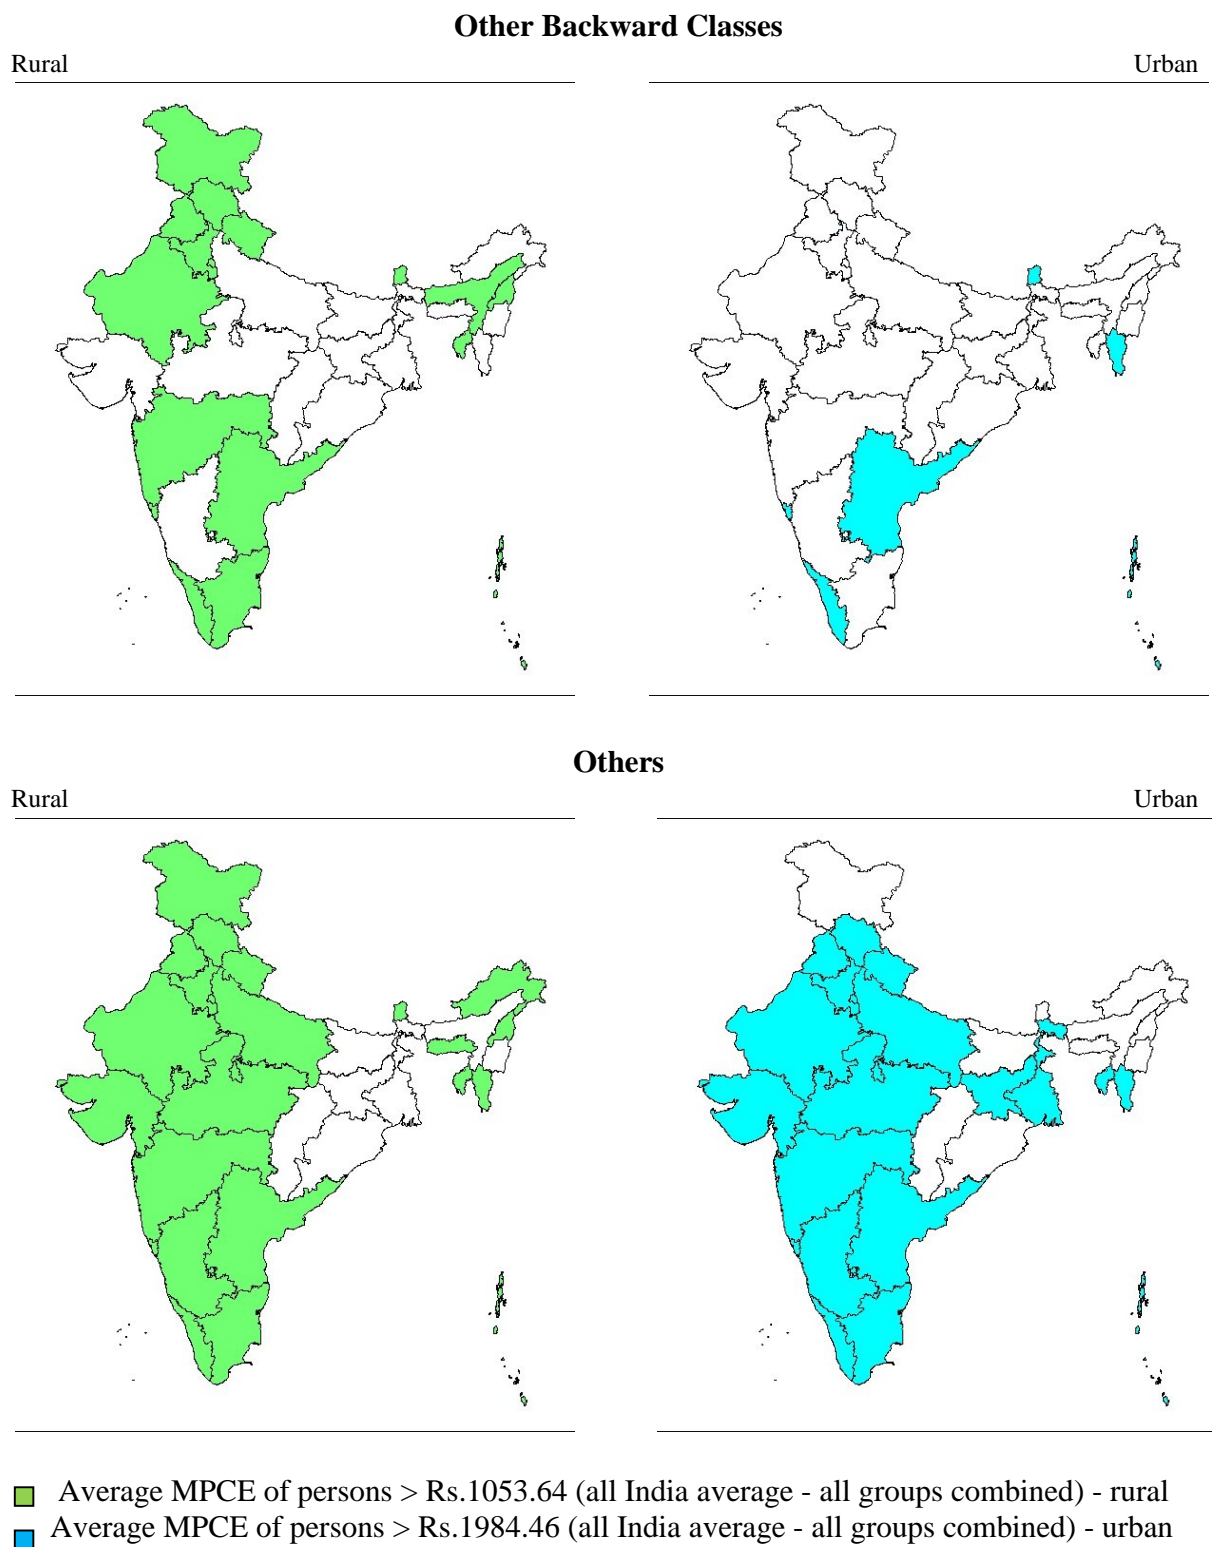 Other Backward Classes
Rural
Urban
Others
Rural
Urban
Average MPCE of persons > Rs.1053.64 (all India average - all groups combined) - rural
Average MPCE of persons > Rs.1984.46 (all India average - all groups combined) - urban